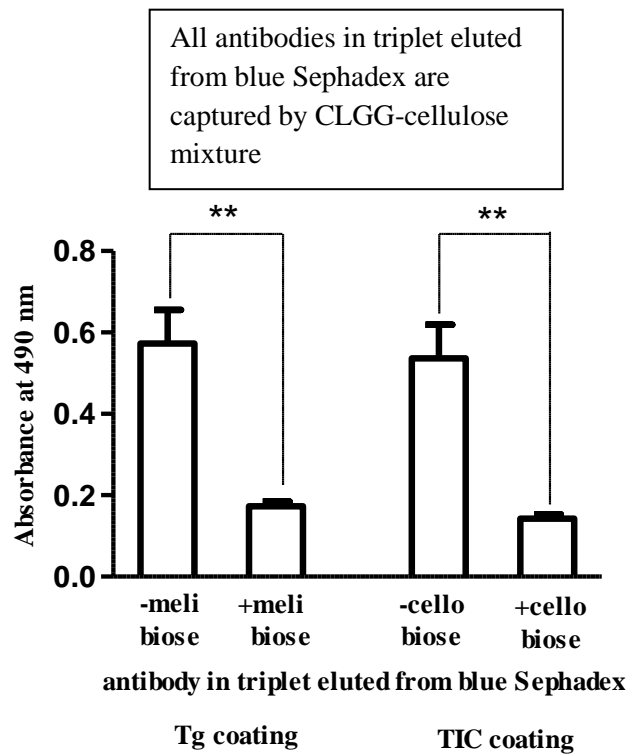 All antibodies in triplet eluted
from blue Sephadex are
captured by CLGG-cellulose
mixture
** **
0.8
0.6
0.4
0.2
0.0
Absorbance at 490 nm
-meli +meli -cello +cello
biose biose biose biose
antibody in triplet eluted from blue Sephadex
Tg coating TIC coating